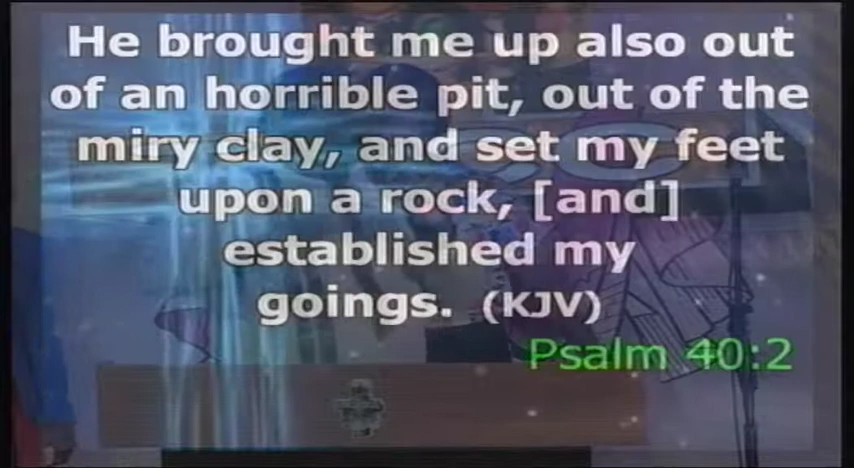 He brought me up also out
of an horrible pit, out of the
miry clay, and set my feet
upon a rock, [and]
established my
goings. (KJV)
Psalm 40:2